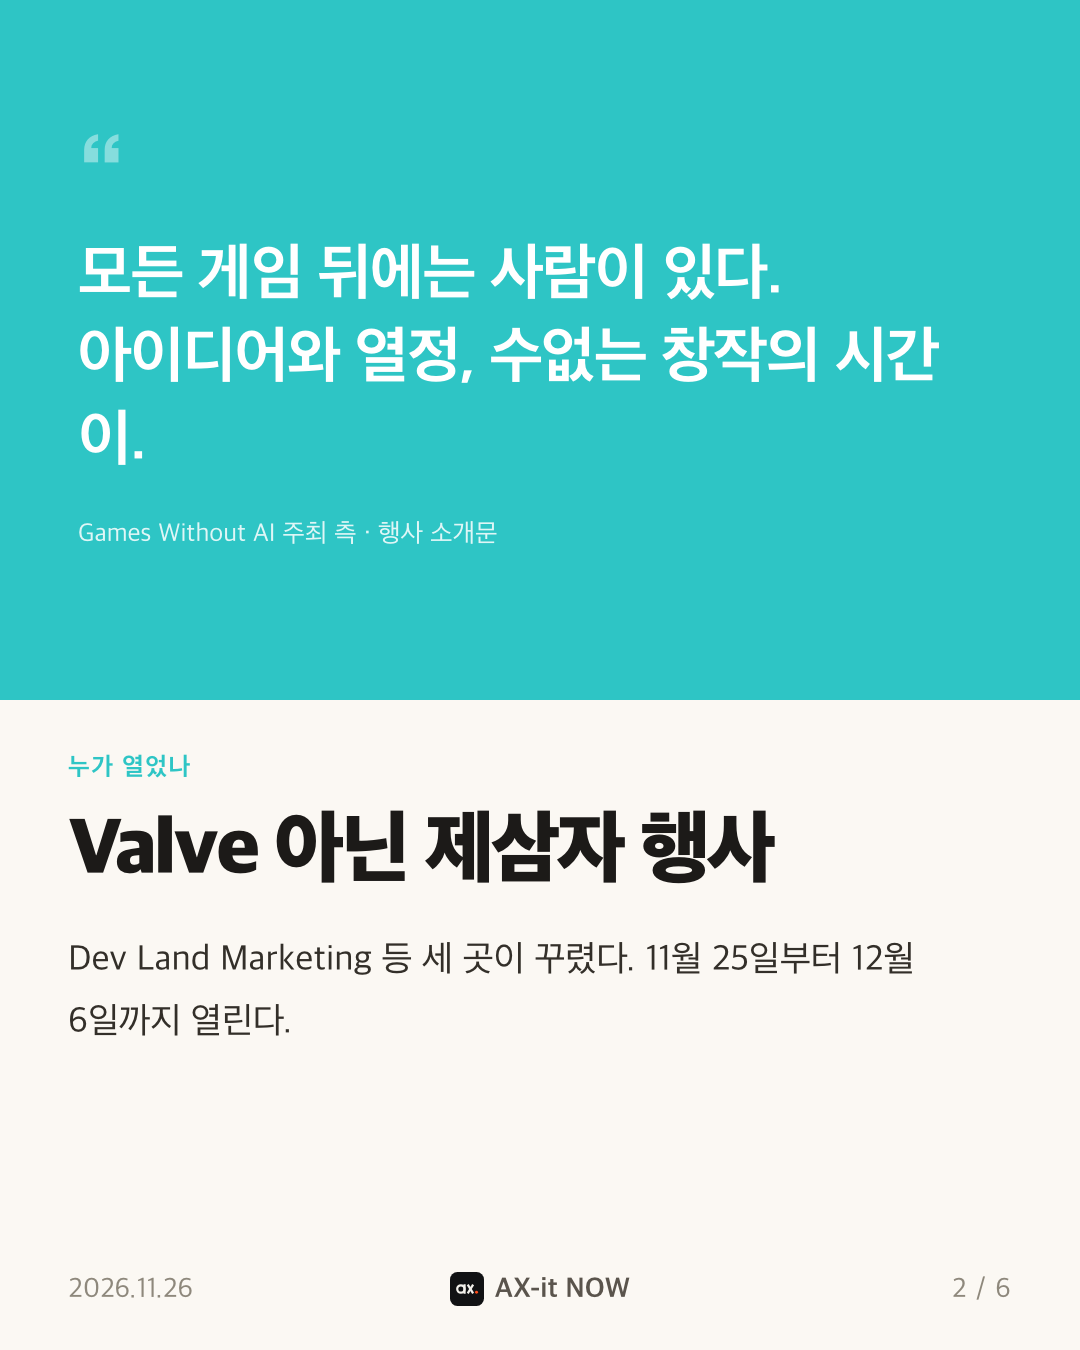 “
모든 게임 뒤에는 사람이 있다.
아이디어와 열정, 수없는 창작의 시간
이.
Games Without AI 주최 측 · 행사 소개문
누가 열었나
Valve 아닌 제삼자 행사
Dev Land Marketing 등 세 곳이 꾸렸다. 11월 25일부터 12월
6일까지 열린다.
2026.11.26
ax. AX-it NOW
2 / 6